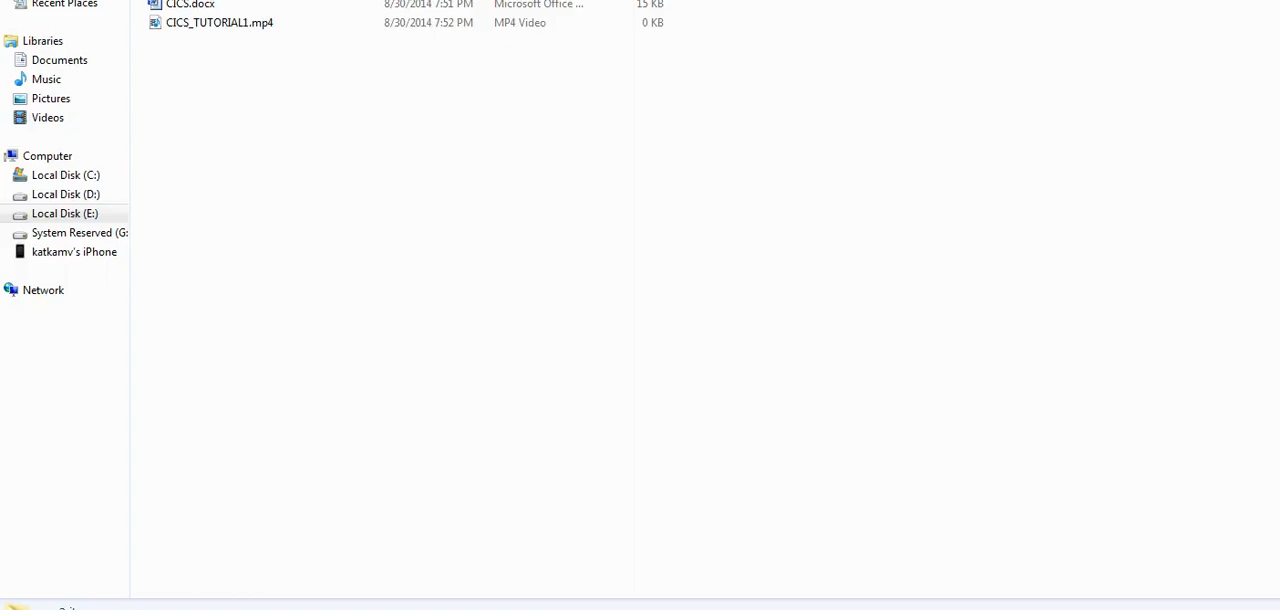 Recent Places
CICS.docx 8/30/2014 7:51 PM Microsoft Office ... 15 KB
CICS_TUTORIAL1.mp4 8/30/2014 7:52 PM MP4 Video 0 KB
Libraries
Documents
Music
Pictures
Videos
Computer
Local Disk (C:)
Local Disk (D:)
Local Disk (E:)
System Reserved (G:
katkamv's iPhone
Network